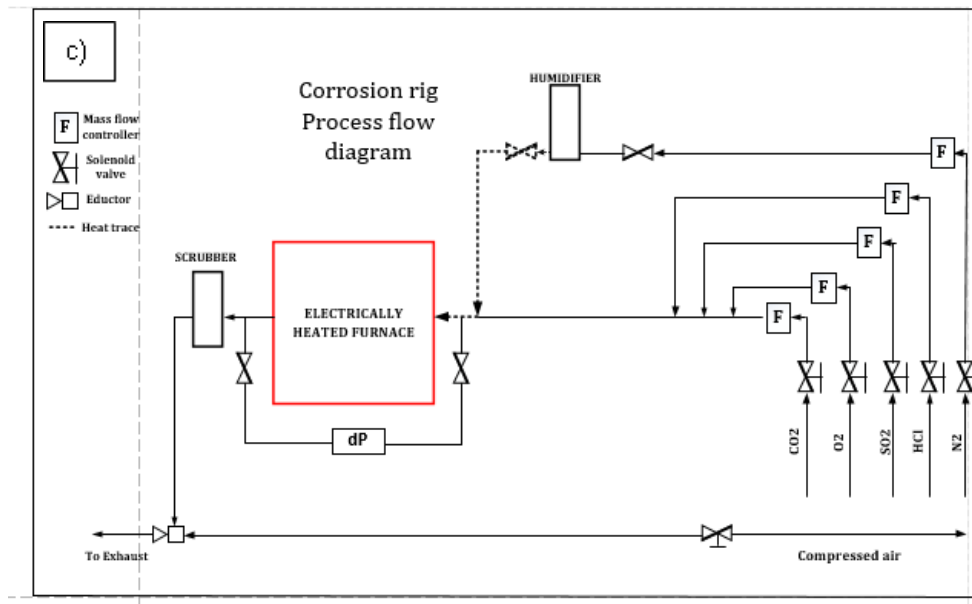 c)
Corrosion rig
Process flow
diagram
HUMIDIFIER
F
Mass flow
controller
Solenoid
valve
Eductor
Heat trace
F
F
F
F
F
SCRUBBER
ELECTRICALLY
HEATED FURNACE
dP
CO2
O2
SO2
HCl
N2
To Exhaust
Compressed air